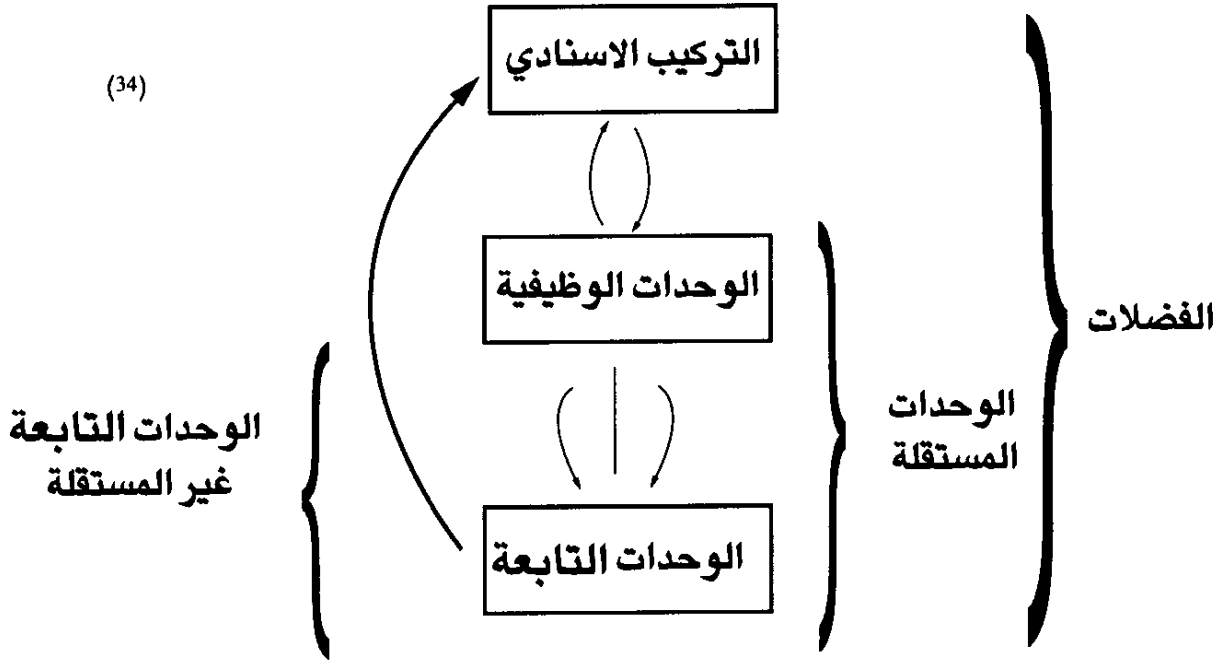 التركيب الاسنادي
(34)
الوحدات الوظيفية
الفضلات
الوحدات
المستقلة
الوحدات التابعة
غير المستقلة
الوحدات التابعة